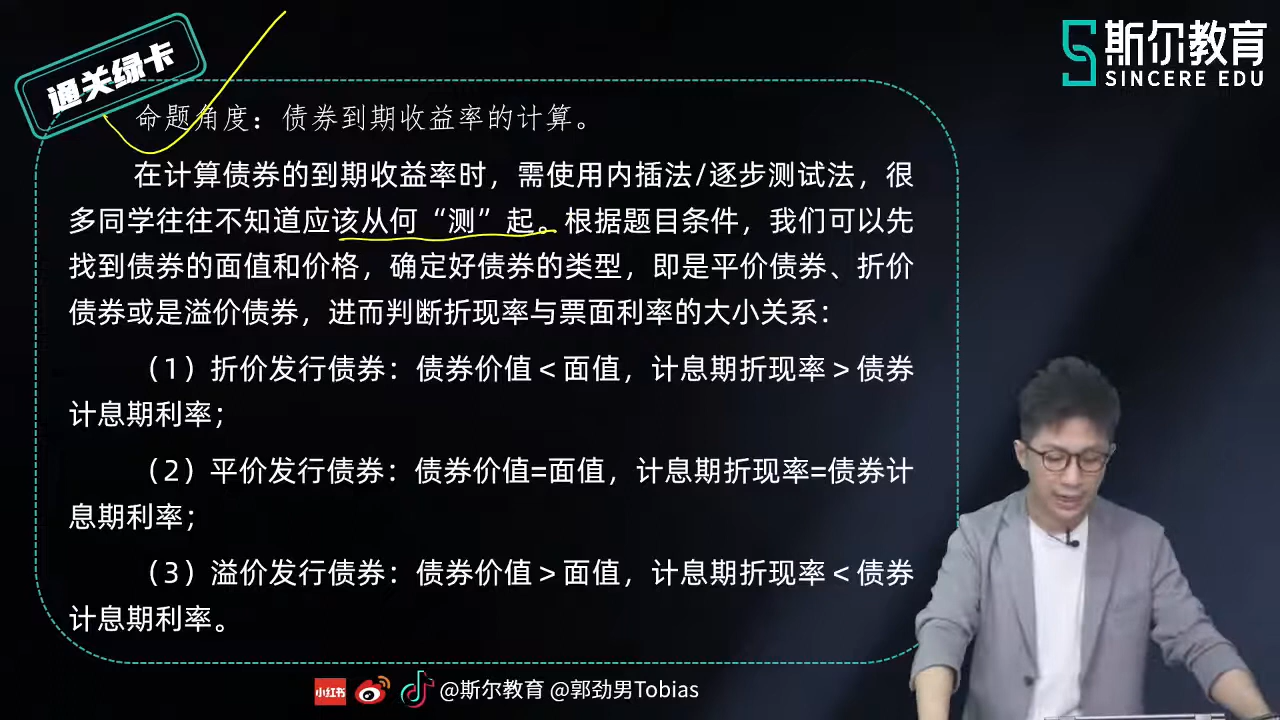 通关绿卡
斯尔教育
SINCERE EDU
命题角度：债券到期收益率的计算。
在计算债券的到期收益率时，需使用内插法/逐步测试法，很
多同学往往不知道应该从何“测”起。根据题目条件，我们可以先
找到债券的面值和价格，确定好债券的类型，即是平价债券、折价
债券或是溢价债券，进而判断折现率与票面利率的大小关系：
（1）折价发行债券：债券价值＜面值，计息期折现率＞债券
计息期利率；
（2）平价发行债券：债券价值=面值，计息期折现率=债券计
息期利率；
（3）溢价发行债券：债券价值＞面值，计息期折现率＜债券
计息期利率。
小红书
@斯尔教育 @郭劲男Tobias